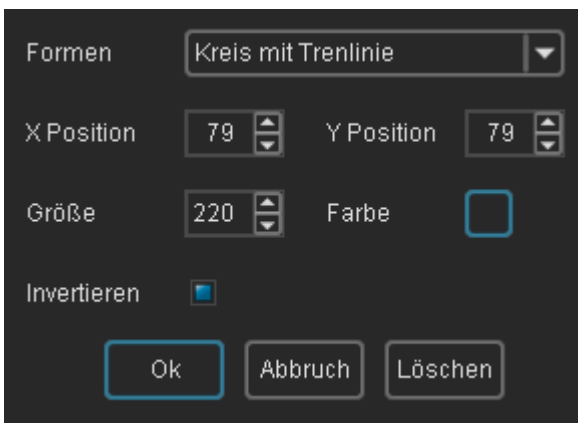 Formen Kreis mit Trenlinie
X Position 79 Y Position 79
Größe 220 Farbe
Invertieren
Ok Abbruch Löschen